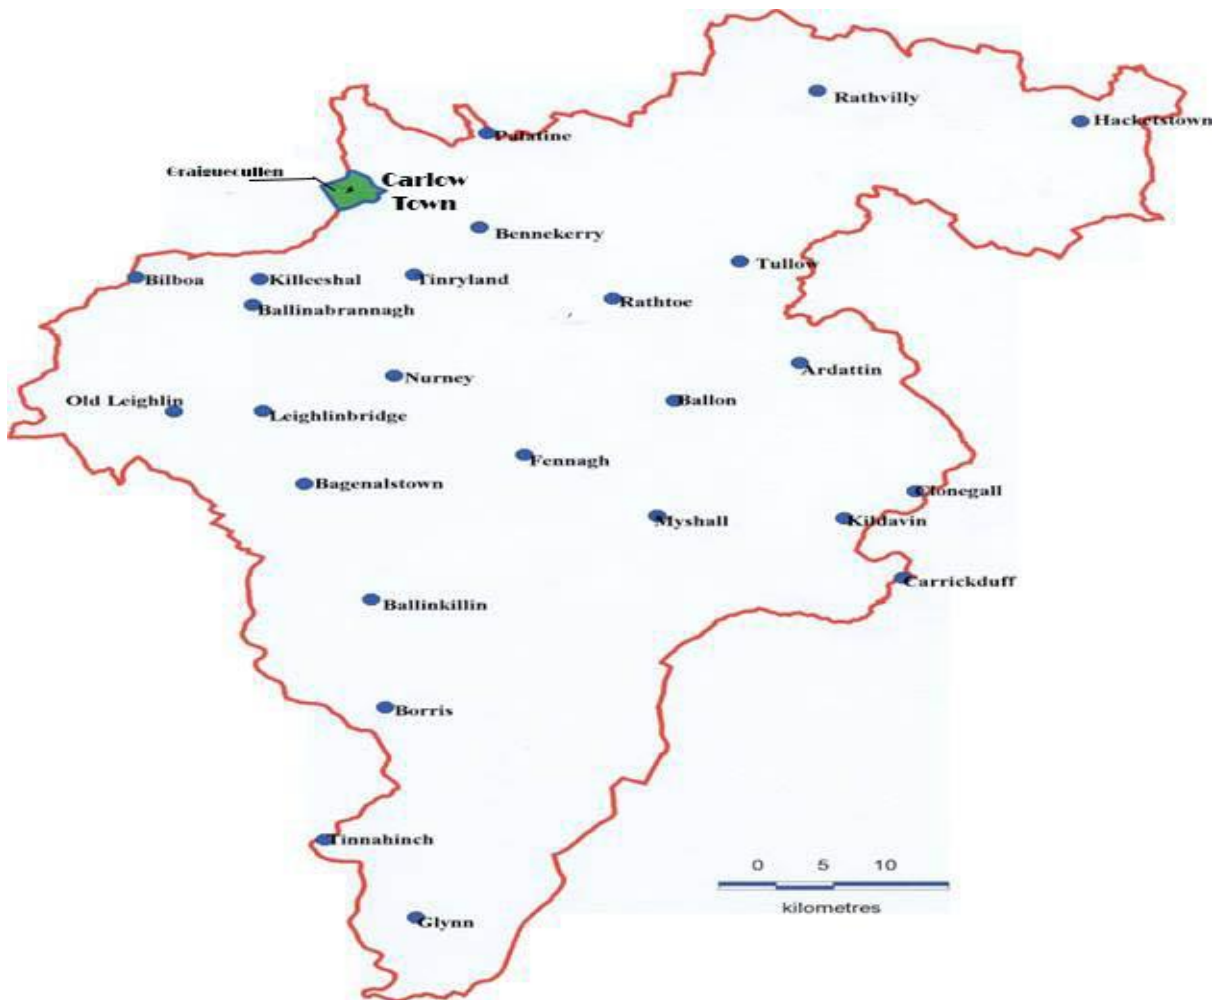 Rathvilly
Hacketstown
Palatine
Graiguecullen
Carlow
Town
Bennekerry
Tullow
Bilboa
Killeeshal
Tinryland
Rathtoe
Ballinabrannagh
Ardattin
Nurney
Old Leighlin
Ballon
Leighlinbridge
Fennagh
Bagenalstown
Clonegall
Myshall
Kildavin
Carrickduff
Ballinkillin
Borris
Tinnahinch
0 5 10
kilometres
Glynn